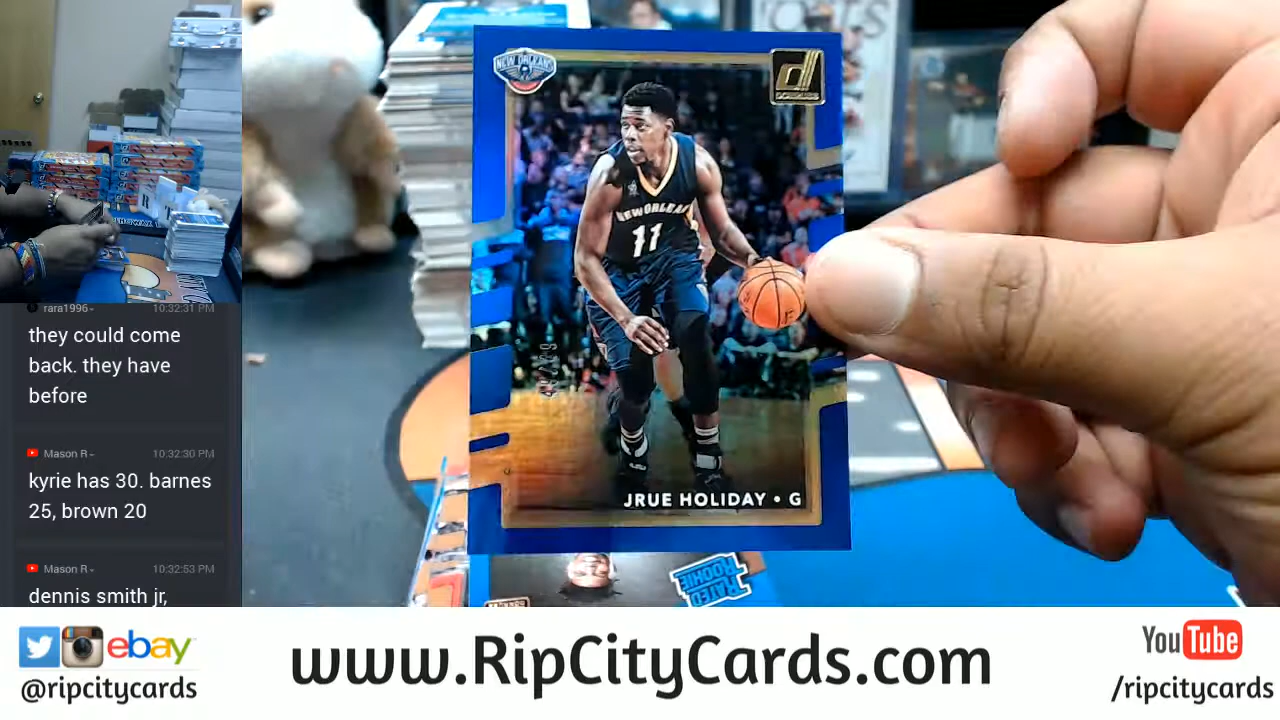 rara1996
10:32:31 PM
they could come
back. they have
before
Mason R
10:32:30 PM
kyrie has 30. barnes
25, brown 20
Mason R
10:32:53 PM
dennis smith jr,
NEW ORLEANS
d
DONRUSS
NEW ORLEANS
11
JRUE HOLIDAY • G
RATED
ROOKIE
ebay
@ripcitycards
www.RipCityCards.com
YouTube
/ripcitycards